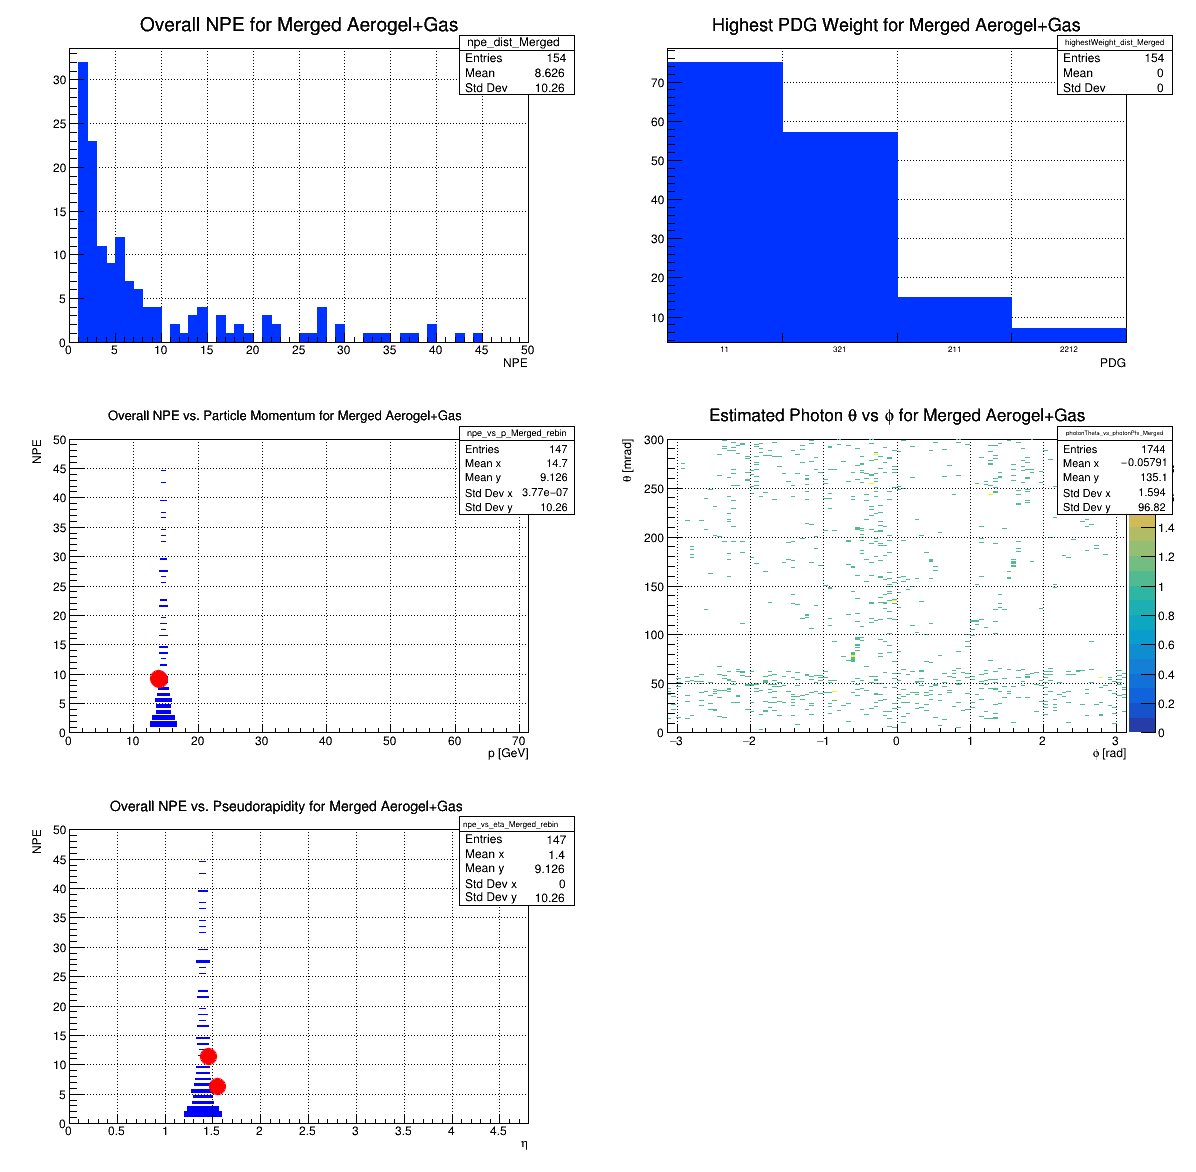 Overall NPE for Merged Aerogel+Gas
npe_dist_Merged
Entries 154
Mean 8.626
Std Dev 10.26
30
25
20
15
10
5
0
0 5 10 15 20 25 30 35 40 45 50
NPE
Highest PDG Weight for Merged Aerogel+Gas
highestWeight_dist_Merged
Entries 154
Mean 0
Std Dev 0
70
60
50
40
30
20
10
11 321 211 2212
PDG
Overall NPE vs. Particle Momentum for Merged Aerogel+Gas
npe_vs_p_Merged_rebin
Entries 147
Mean x 14.7
Mean y 9.126
Std Dev x 3.77e−07
Std Dev y 10.26
NPE
50
45
40
35
30
25
20
15
10
5
0
0 10 20 30 40 50 60 70
p [GeV]
Estimated Photon θ vs ϕ for Merged Aerogel+Gas
photonTheta_vs_photonPhi_Merged
Entries 1744
Mean x −0.05791
Mean y 135.1
Std Dev x 1.594
Std Dev y 96.82
θ [mrad]
300
250
200
150
100
50
0
−3 −2 −1 0 1 2 3
ϕ [rad]
1.4
1.2
1
0.8
0.6
0.4
0.2
0
Overall NPE vs. Pseudorapidity for Merged Aerogel+Gas
npe_vs_eta_Merged_rebin
Entries 147
Mean x 1.4
Mean y 9.126
Std Dev x 0
Std Dev y 10.26
NPE
50
45
40
35
30
25
20
15
10
5
0
0 0.5 1 1.5 2 2.5 3 3.5 4 4.5
η